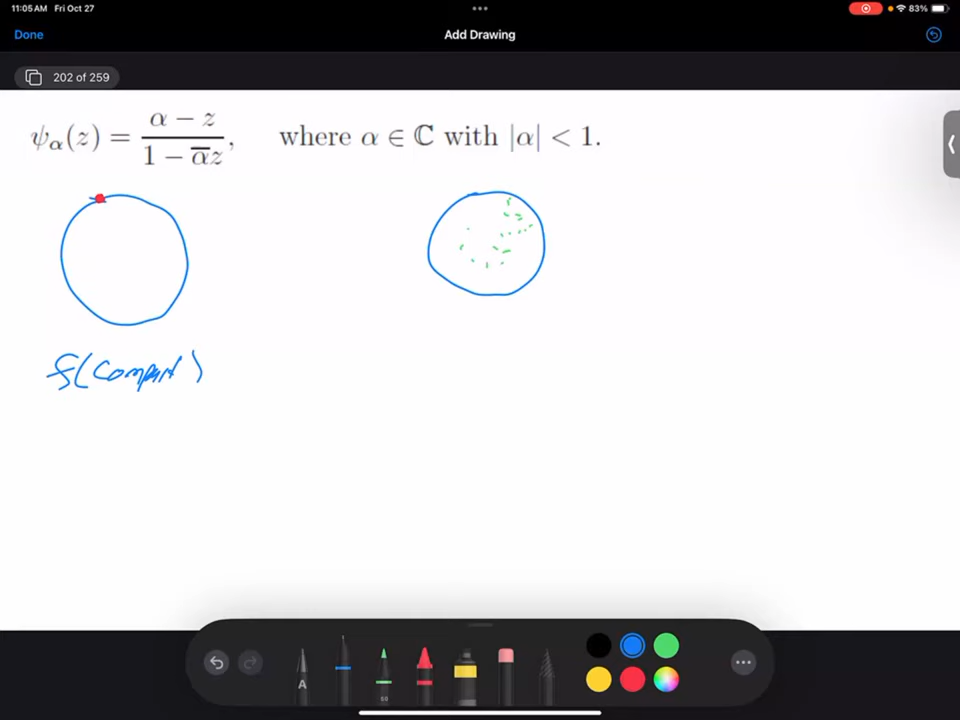 11:05 AM Fri Oct 27
83%
Done
Add Drawing
202 of 259
ψ_α(z) = (α − z)/(1 − \overline{α}z), where α ∈ ℂ with |α| < 1.
f(compact)
A